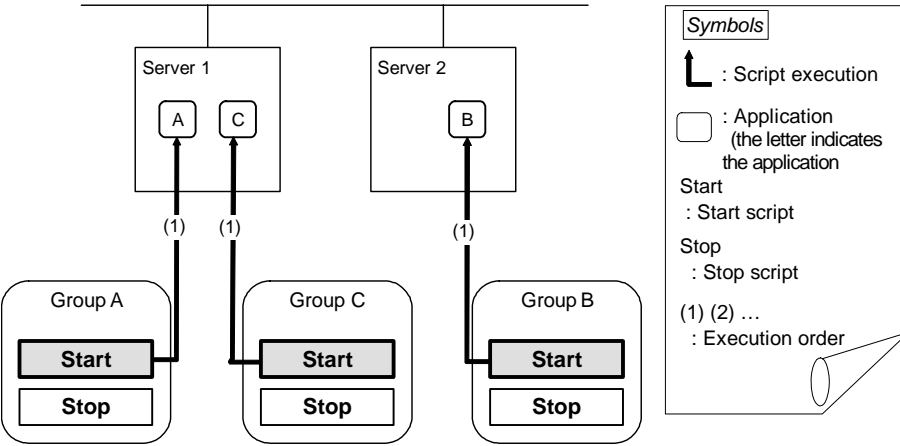 Server 1
A
C
Server 2
B
(1)
(1)
(1)
Group A
Start
Stop
Group C
Start
Stop
Group B
Start
Stop
Symbols
: Script execution
: Application
(the letter indicates
the application
Start
: Start script
Stop
: Stop script
(1) (2) …
: Execution order